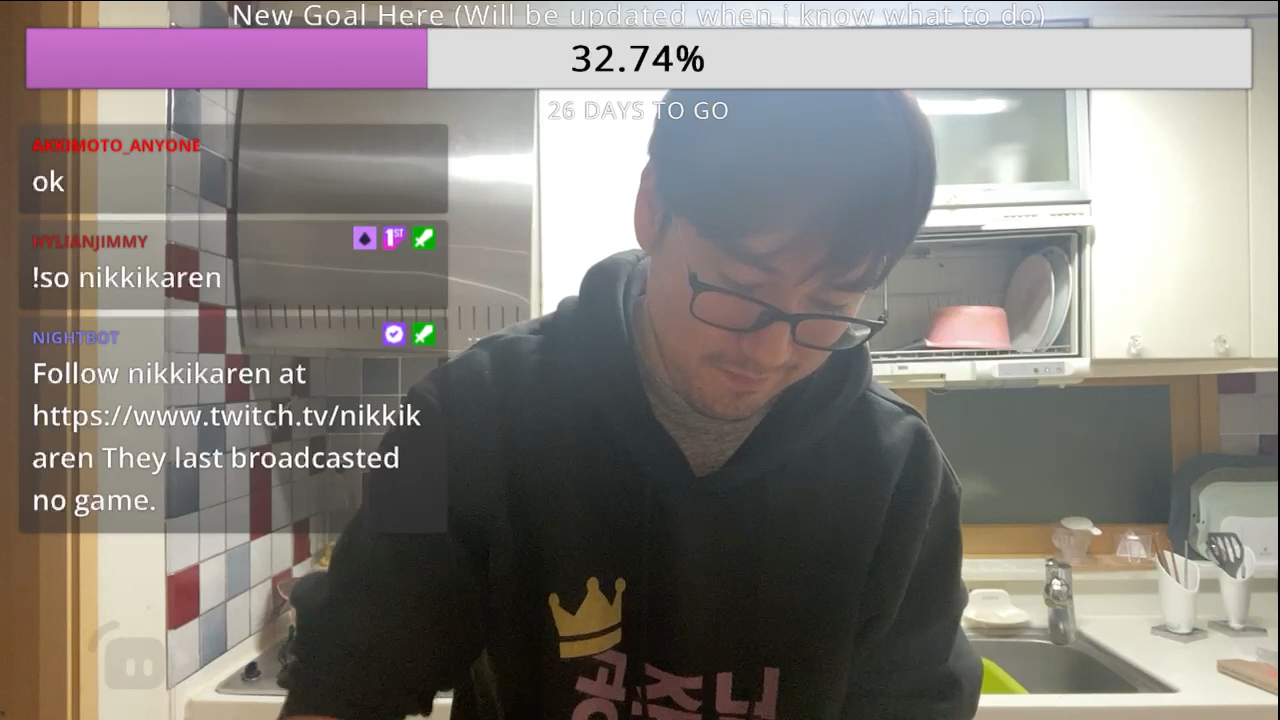 New Goal Here (Will be updated when i know what to do)
32.74%
26 DAYS TO GO
AKKIMOTO_ANYONE
ok
HYLIANJIMMY
1ST
!so nikkikaren
NIGHTBOT
Follow nikkikaren at
https://www.twitch.tv/nikkik
aren They last broadcasted
no game.